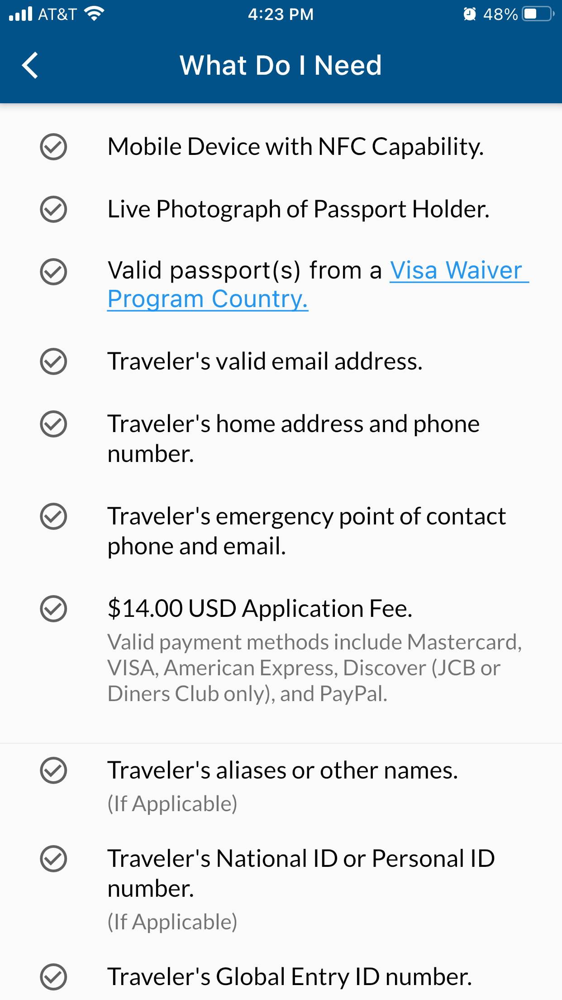 AT&T 4:23 PM 48%
What Do I Need
Mobile Device with NFC Capability.
Live Photograph of Passport Holder.
Valid passport(s) from a Visa Waiver
Program Country.
Traveler's valid email address.
Traveler's home address and phone
number.
Traveler's emergency point of contact
phone and email.
$14.00 USD Application Fee.
Valid payment methods include Mastercard,
VISA, American Express, Discover (JCB or
Diners Club only), and PayPal.
Traveler's aliases or other names.
(If Applicable)
Traveler's National ID or Personal ID
number.
(If Applicable)
Traveler's Global Entry ID number.